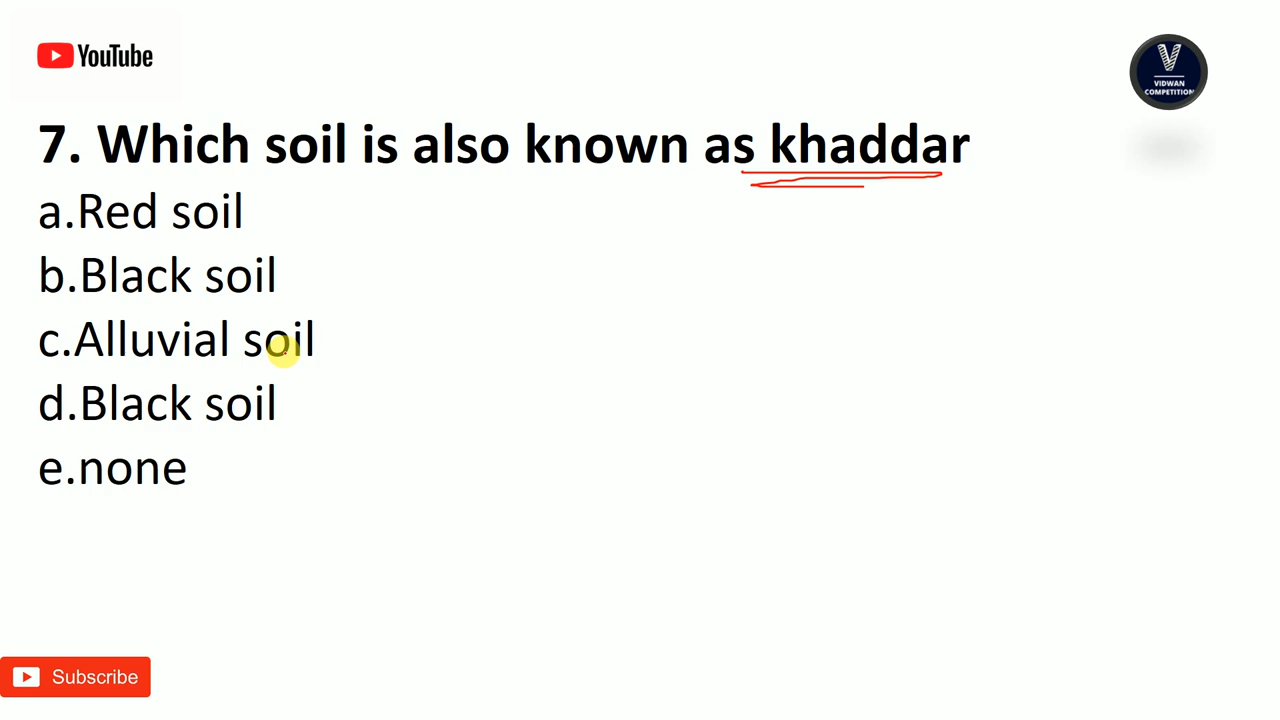 YouTube
V
VIDWAN
COMPETITION
7. Which soil is also known as khaddar
a.Red soil
b.Black soil
c.Alluvial soil
d.Black soil
e.none
Subscribe